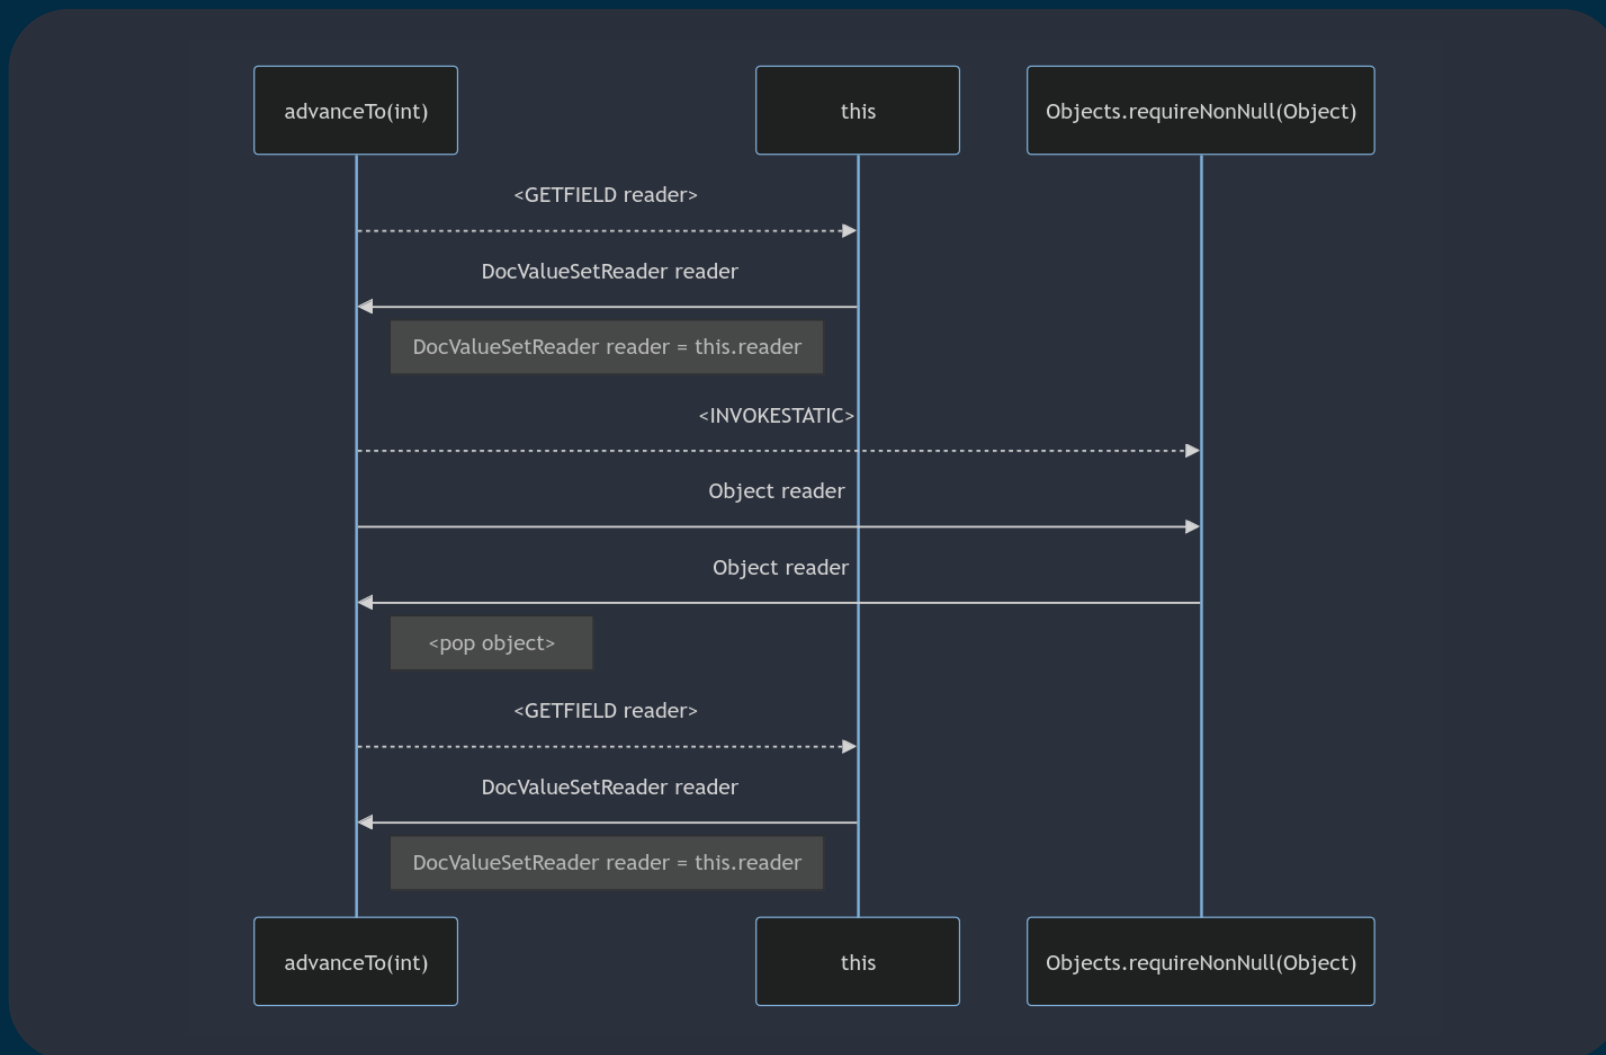 advanceTo(int)
this
Objects.requireNonNull(Object)
<GETFIELD reader>
DocValueSetReader reader
DocValueSetReader reader = this.reader
<INVOKESTATIC>
Object reader
Object reader
<pop object>
<GETFIELD reader>
DocValueSetReader reader
DocValueSetReader reader = this.reader
advanceTo(int)
this
Objects.requireNonNull(Object)